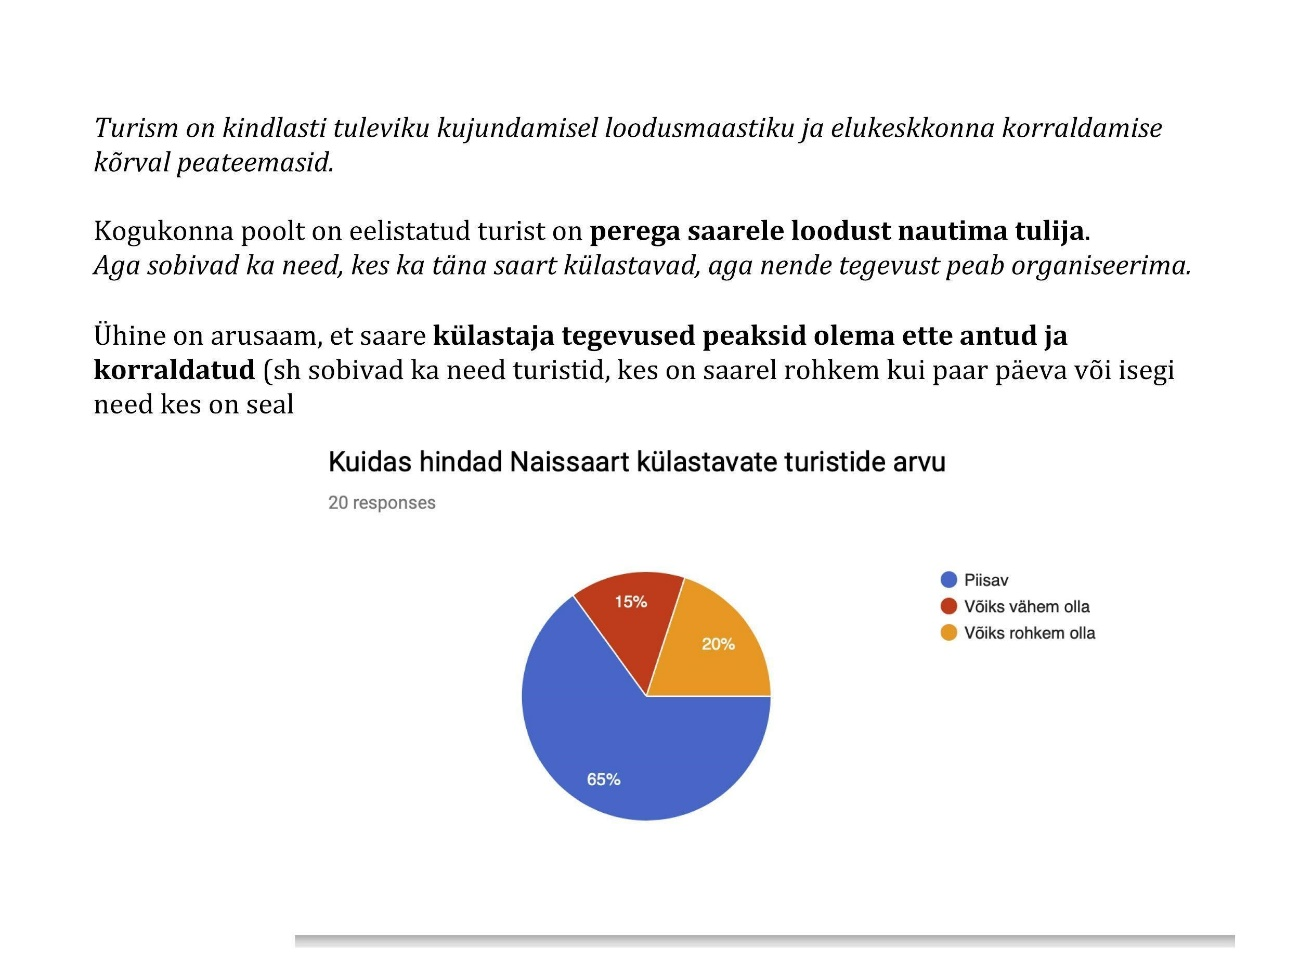 Turism on kindlasti tuleviku kujundamisel loodusmaastiku ja elukeskkonna korraldamise
kõrval peateemasid.
Kogukonna poolt on eelistatud turist on perega saarele loodust nautima tulija.
Aga sobivad ka need, kes ka täna saart külastavad, aga nende tegevust peab organiseerima.
Ühine on arusaam, et saare külastaja tegevused peaksid olema ette antud ja
korraldatud (sh sobivad ka need turistid, kes on saarel rohkem kui paar päeva või isegi
need kes on seal
Kuidas hindad Naissaart külastavate turistide arvu
20 responses
15%
20%
65%
Piisav
Võiks vähem olla
Võiks rohkem olla